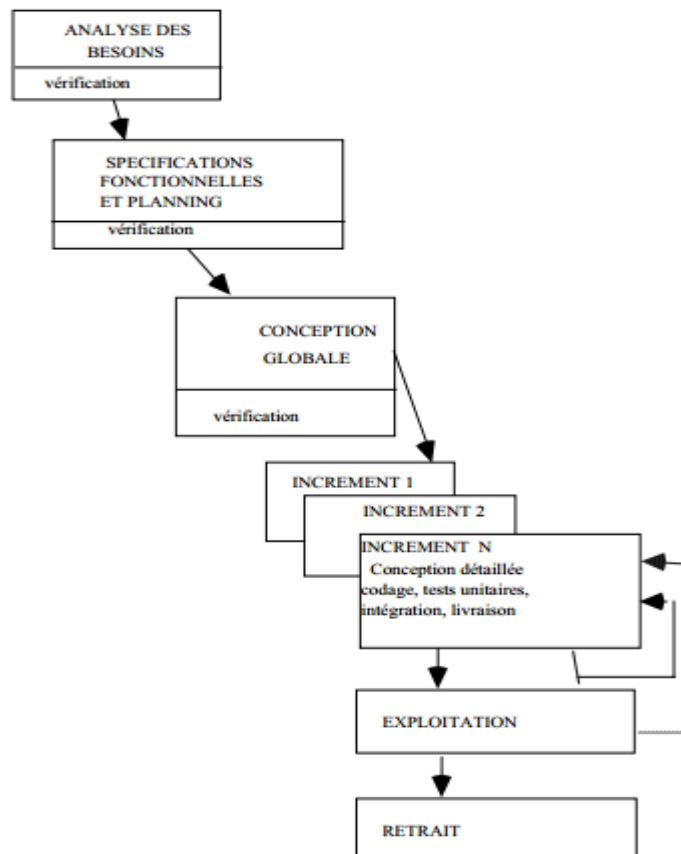 ANALYSE DES
BESOINS
vérification
SPECIFICATIONS
FONCTIONNELLES
ET PLANNING
vérification
CONCEPTION
GLOBALE
vérification
INCREMENT 1
INCREMENT 2
INCREMENT N
Conception détaillée
codage, tests unitaires,
intégration, livraison
EXPLOITATION
RETRAIT